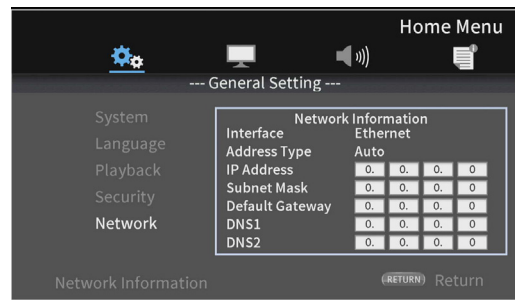 Home Menu
--- General Setting ---
System
Language
Playback
Security
Network
Network Information
Interface Ethernet
Address Type Auto
IP Address 0. 0. 0. 0
Subnet Mask 0. 0. 0. 0
Default Gateway 0. 0. 0. 0
DNS1 0. 0. 0. 0
DNS2 0. 0. 0. 0
Network Information
RETURN Return